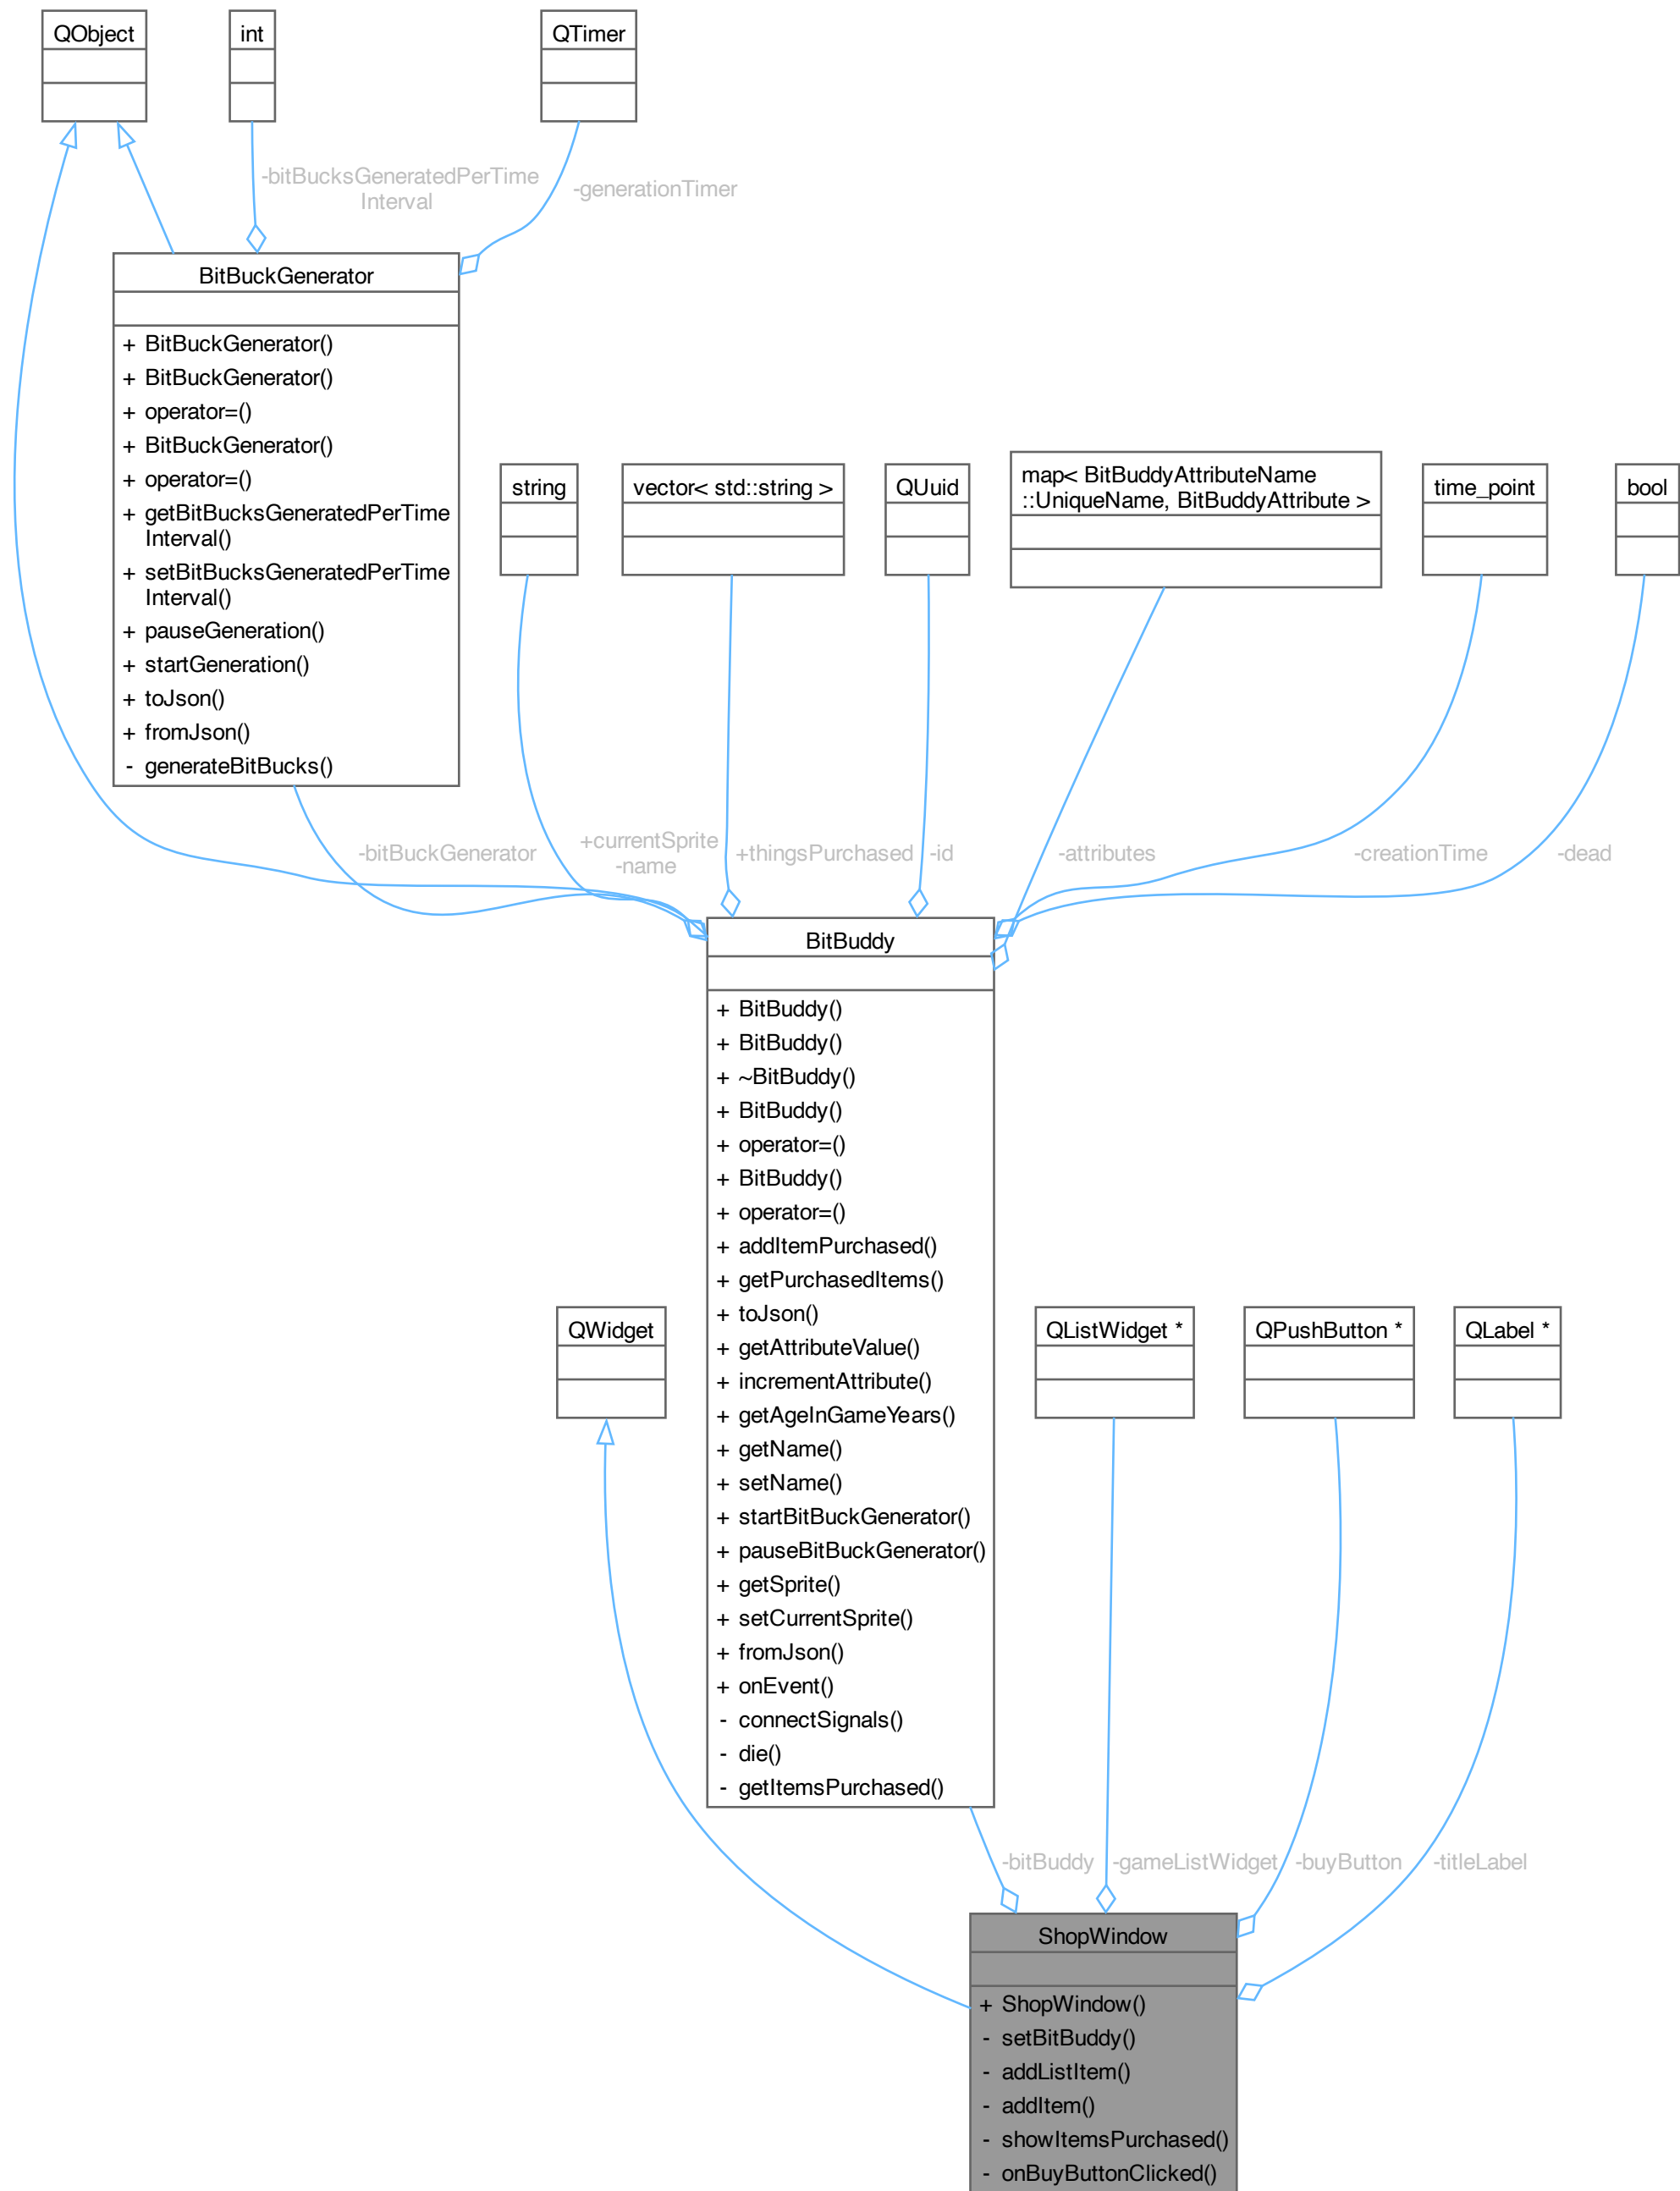 QObject
int
QTimer
-bitBucksGeneratedPerTime
Interval
-generationTimer
BitBuckGenerator
+ BitBuckGenerator()
+ BitBuckGenerator()
+ operator=()
+ BitBuckGenerator()
+ operator=()
+ getBitBucksGeneratedPerTime
Interval()
+ setBitBucksGeneratedPerTime
Interval()
+ pauseGeneration()
+ startGeneration()
+ toJson()
+ fromJson()
- generateBitBucks()
string
vector< std::string >
QUuid
map< BitBuddyAttributeName
::UniqueName, BitBuddyAttribute >
time_point
bool
-bitBuckGenerator
+currentSprite
-name
+thingsPurchased
-id
-attributes
-creationTime
-dead
BitBuddy
+ BitBuddy()
+ BitBuddy()
+ ~BitBuddy()
+ BitBuddy()
+ operator=()
+ BitBuddy()
+ operator=()
+ addItemPurchased()
+ getPurchasedItems()
+ toJson()
+ getAttributeValue()
+ incrementAttribute()
+ getAgeInGameYears()
+ getName()
+ setName()
+ startBitBuckGenerator()
+ pauseBitBuckGenerator()
+ getSprite()
+ setCurrentSprite()
+ fromJson()
+ onEvent()
- connectSignals()
- die()
- getItemsPurchased()
QWidget
QListWidget *
QPushButton *
QLabel *
-bitBuddy
-gameListWidget
-buyButton
-titleLabel
ShopWindow
+ ShopWindow()
- setBitBuddy()
- addListItem()
- addItem()
- showItemsPurchased()
- onBuyButtonClicked()